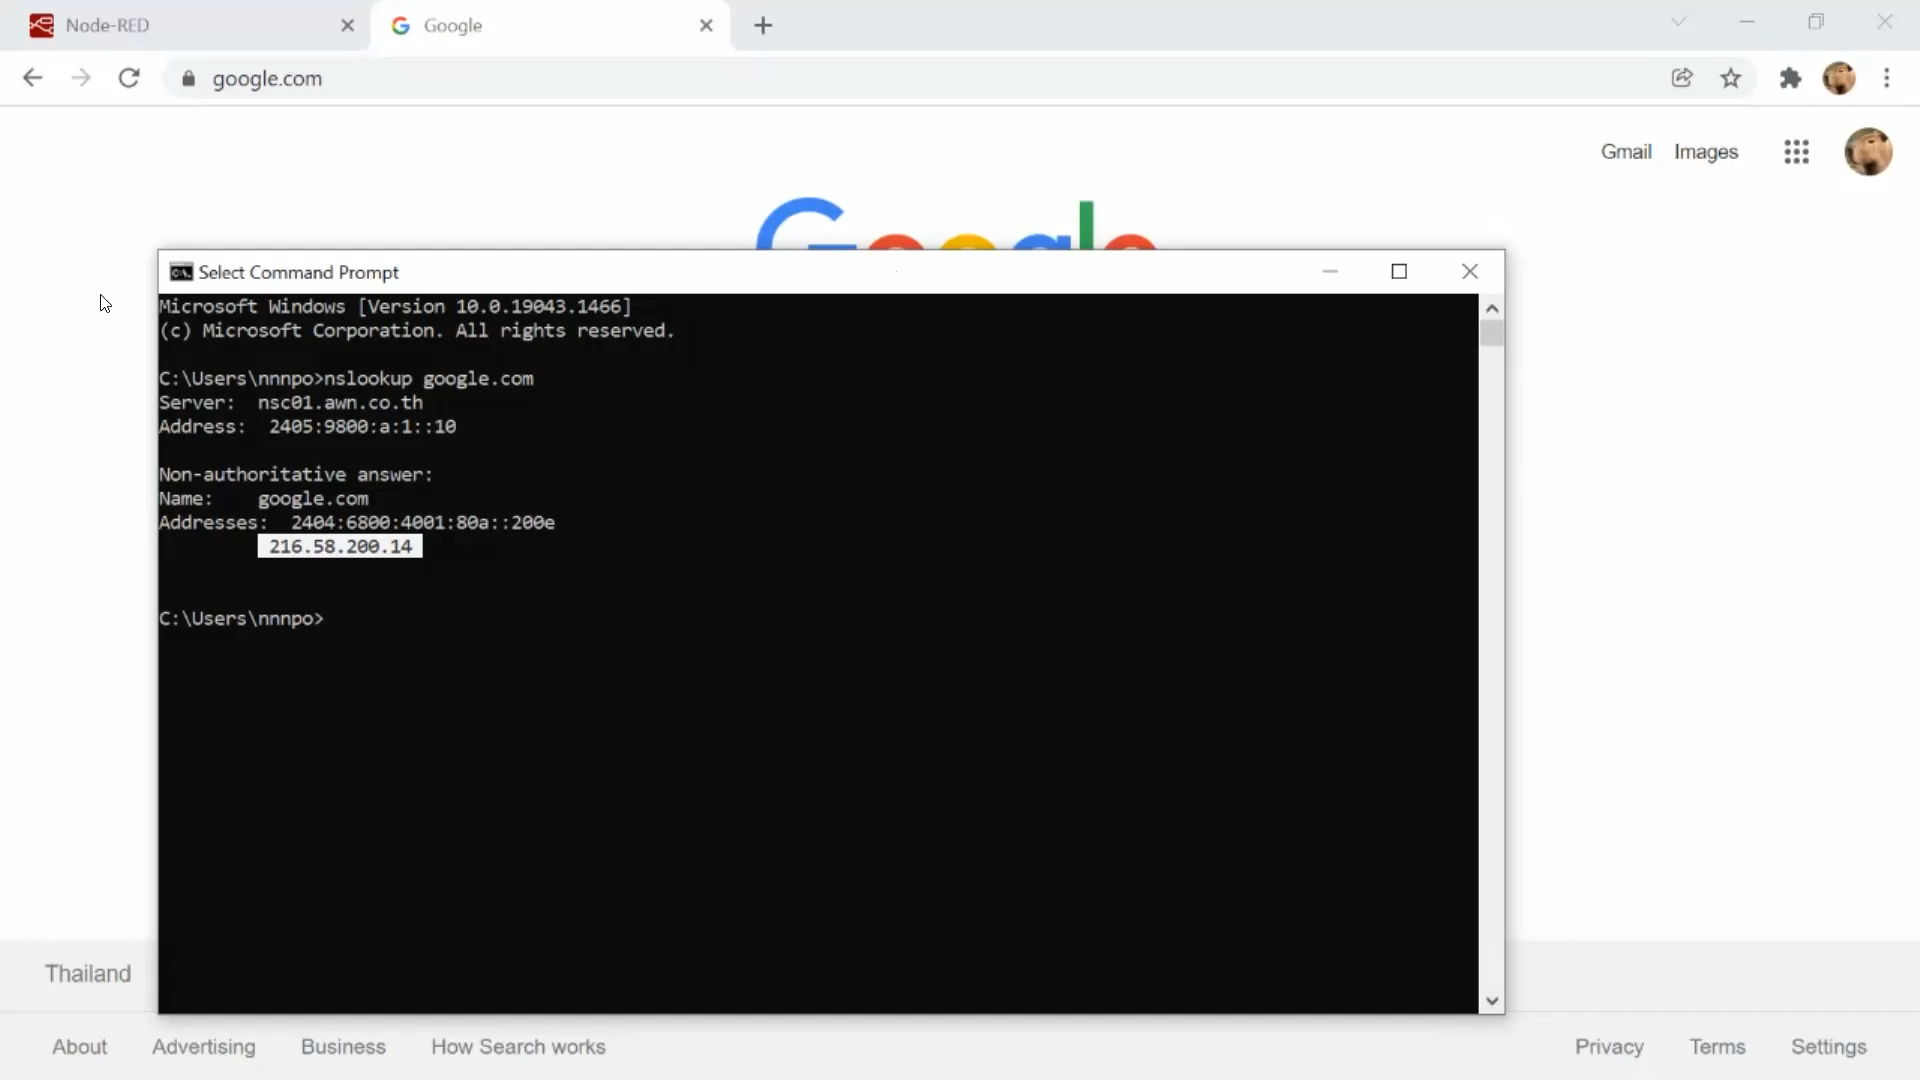 Node-RED
Google
google.com
Gmail Images
Google
Select Command Prompt
Microsoft Windows [Version 10.0.19043.1466]
(c) Microsoft Corporation. All rights reserved.
C:\Users\nnnpo>nslookup google.com
Server:  nsc01.awn.co.th
Address:  2405:9800:a:1::10
Non-authoritative answer:
Name:    google.com
Addresses:  2404:6800:4001:80a::200e
216.58.200.14
C:\Users\nnnpo>
Thailand
About Advertising Business How Search works Privacy Terms Settings